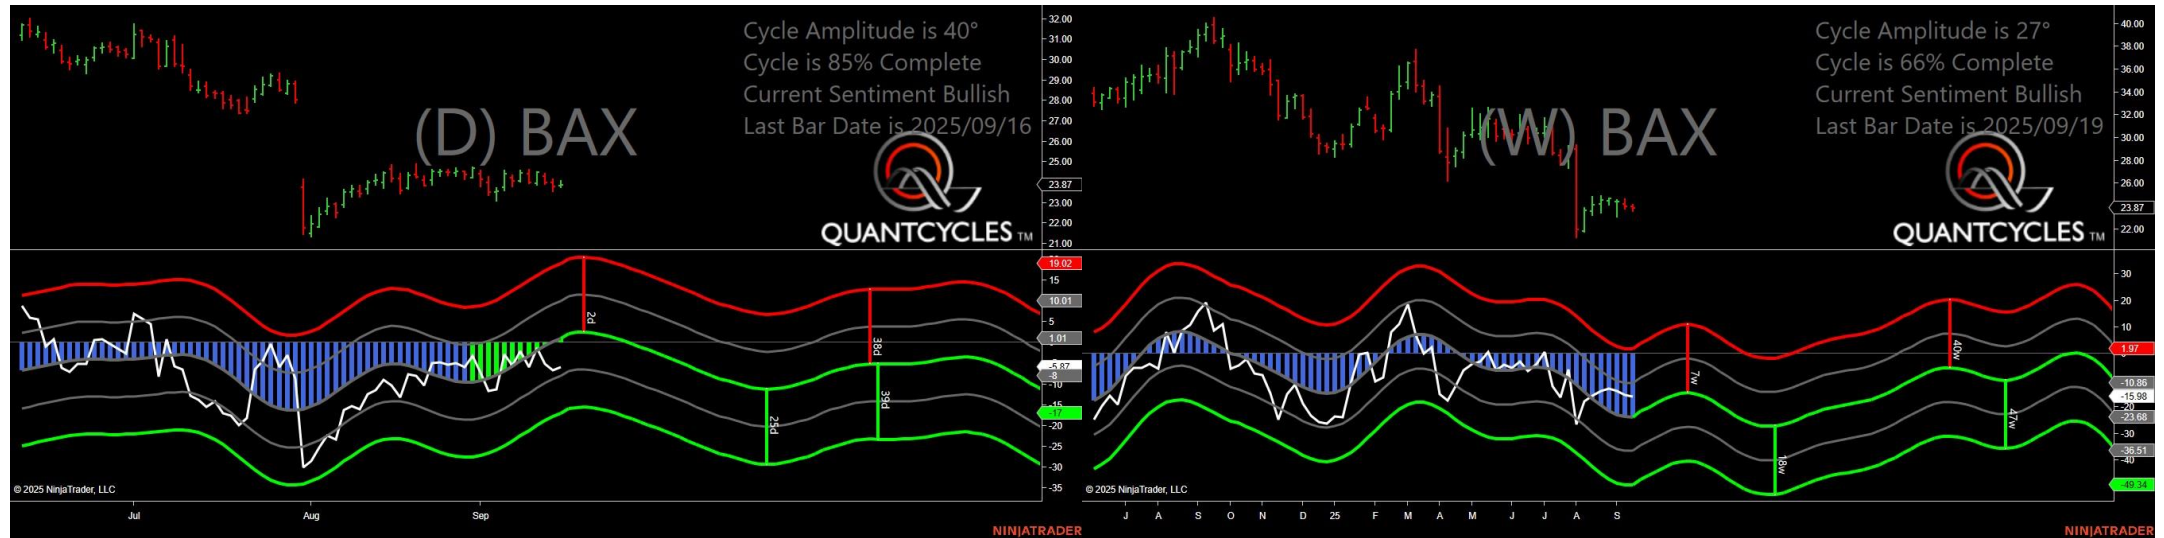 Cycle Amplitude is 40°
Cycle is 85% Complete
Current Sentiment Bullish
Last Bar Date is 2025/09/16
(D) BAX
QUANTCYCLES TM
32.00
31.00
30.00
29.00
28.00
27.00
26.00
25.00
23.87
23.00
22.00
21.00
19.02
15
10.01
5
1.01
-5.87
-8
-10
-15
-17
-20
-25
-30
-35
2d
38d
39d
25d
© 2025 NinjaTrader, LLC
Jul
Aug
Sep
NINJATRADER
Cycle Amplitude is 27°
Cycle is 66% Complete
Current Sentiment Bullish
Last Bar Date is 2025/09/19
(W) BAX
QUANTCYCLES TM
40.00
38.00
36.00
34.00
32.00
30.00
28.00
26.00
23.87
22.00
30
20
10
1.97
-10.86
-15.98
-20
-23.68
-30
-36.51
-40
-49.34
7w
40w
47w
18w
© 2025 NinjaTrader, LLC
J A S O N D 25 F M A M J J A S
NINJATRADER